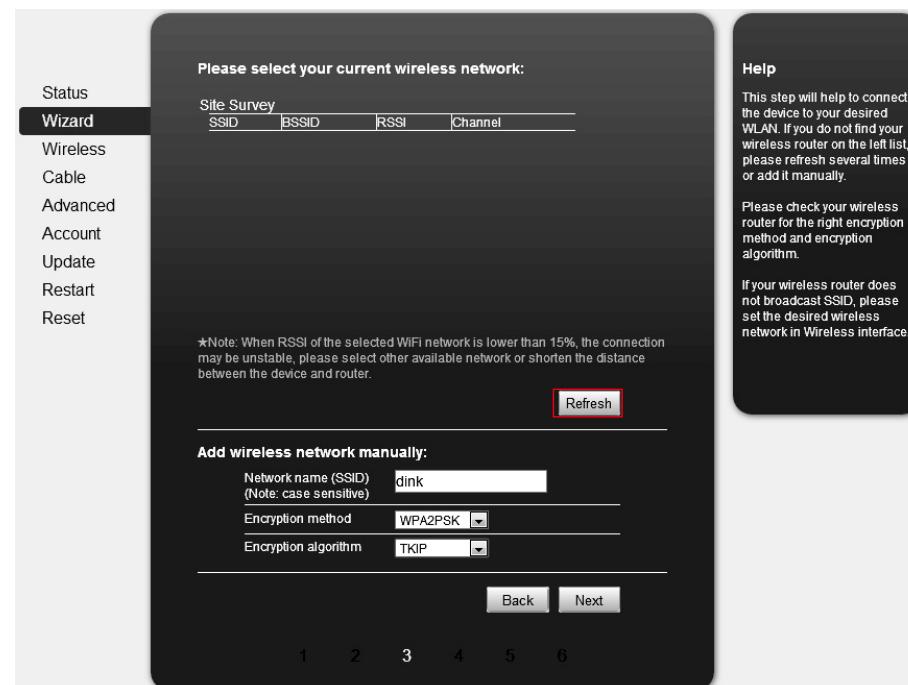 Status
Wizard
Wireless
Cable
Advanced
Account
Update
Restart
Reset
Please select your current wireless network:
Site Survey
SSID BSSID RSSI Channel
★Note: When RSSI of the selected WiFi network is lower than 15%, the connection
may be unstable, please select other available network or shorten the distance
between the device and router.
Refresh
Add wireless network manually:
Network name (SSID)
(Note: case sensitive)
dink
Encryption method WPA2PSK
Encryption algorithm TKIP
Back Next
1 2 3 4 5 6
Help
This step will help to connect
the device to your desired
WLAN. If you do not find your
wireless router on the left list,
please refresh several times
or add it manually.
Please check your wireless
router for the right encryption
method and encryption
algorithm.
If your wireless router does
not broadcast SSID, please
set the desired wireless
network in Wireless interface